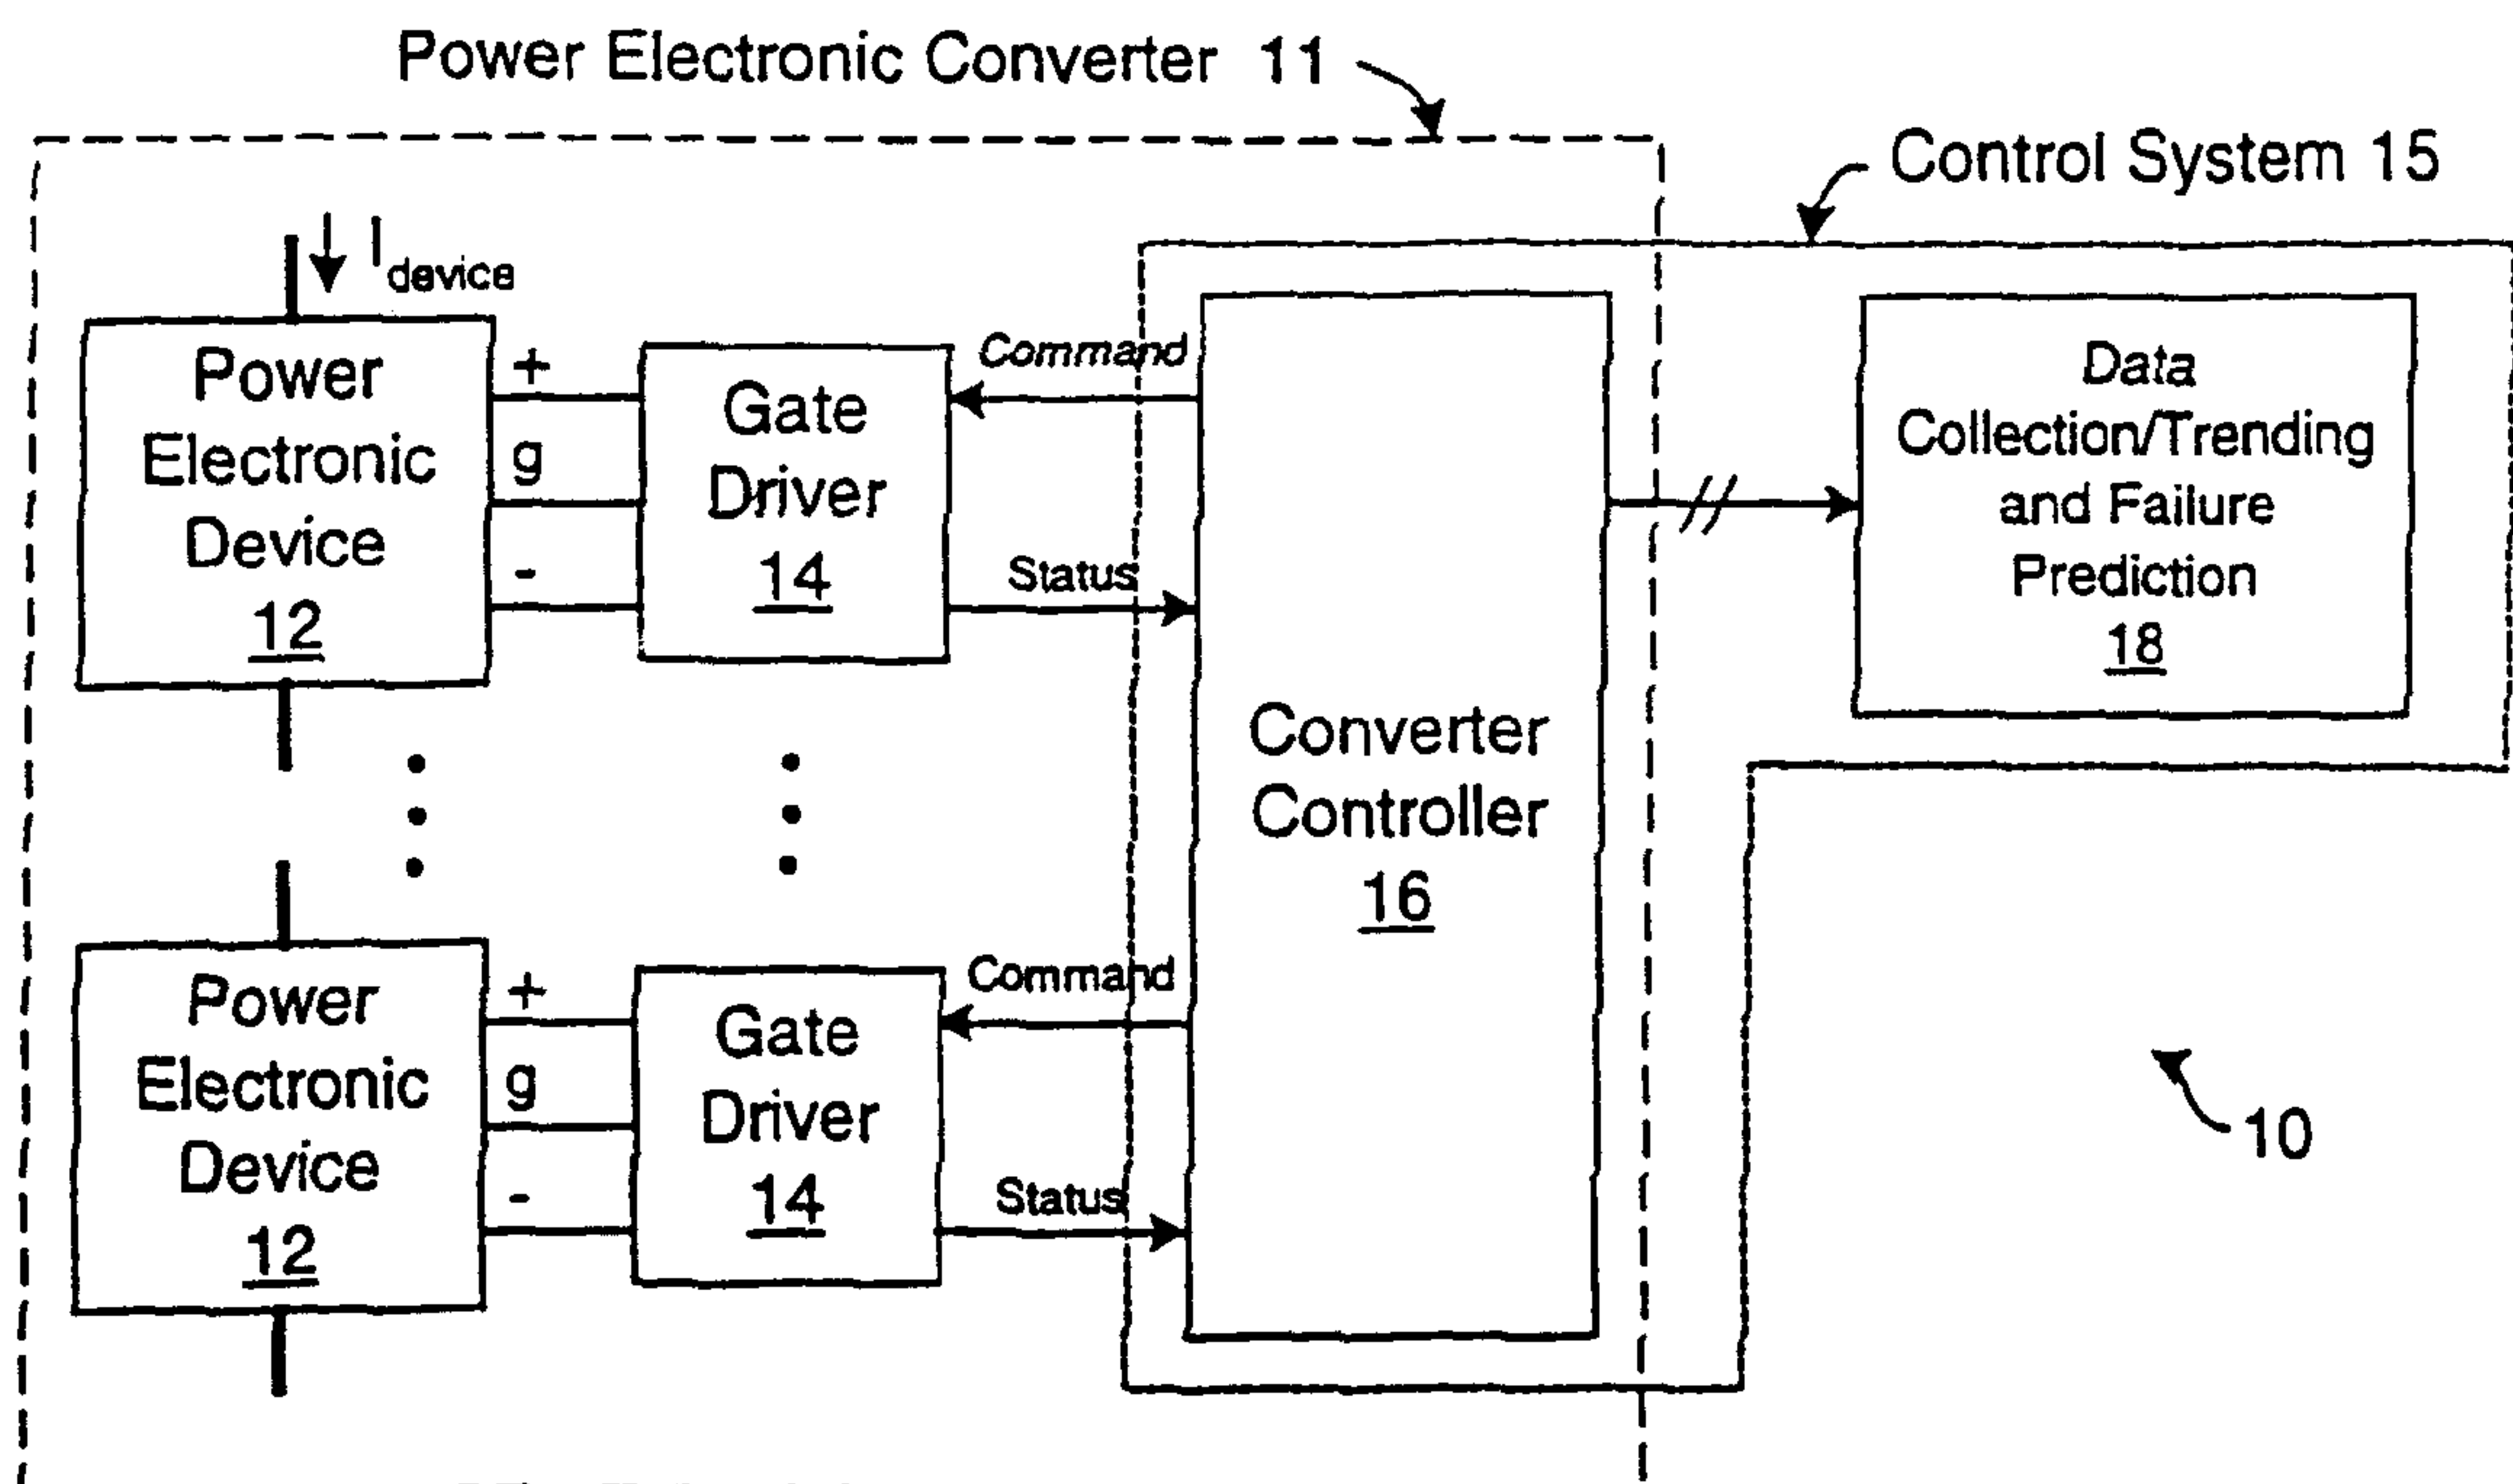 Power Electronic Converter 11
Control System 15
I device
Power
Electronic
Device
12
+
g
-
Gate
Driver
14
Command
Status
Converter
Controller
16
Data
Collection/Trending
and Failure
Prediction
18
Power
Electronic
Device
12
+
g
-
Gate
Driver
14
Command
Status
10